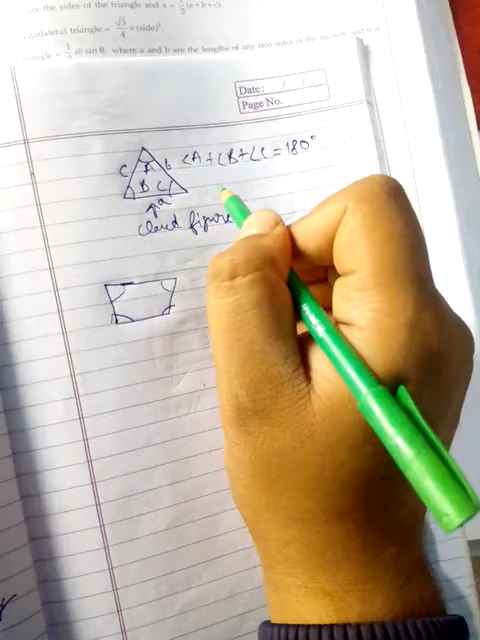 are the sides of the triangle and s = 1/2 (a + b + c)
equilateral triangle = √3/4 × (side)².
triangle = 1/2 ab sin θ, where a and b are the lengths of any two sides of the triangle and θ
Date : / /
Page No.
C A b ∠A+∠B+∠C=180°
B C
a
closed figure